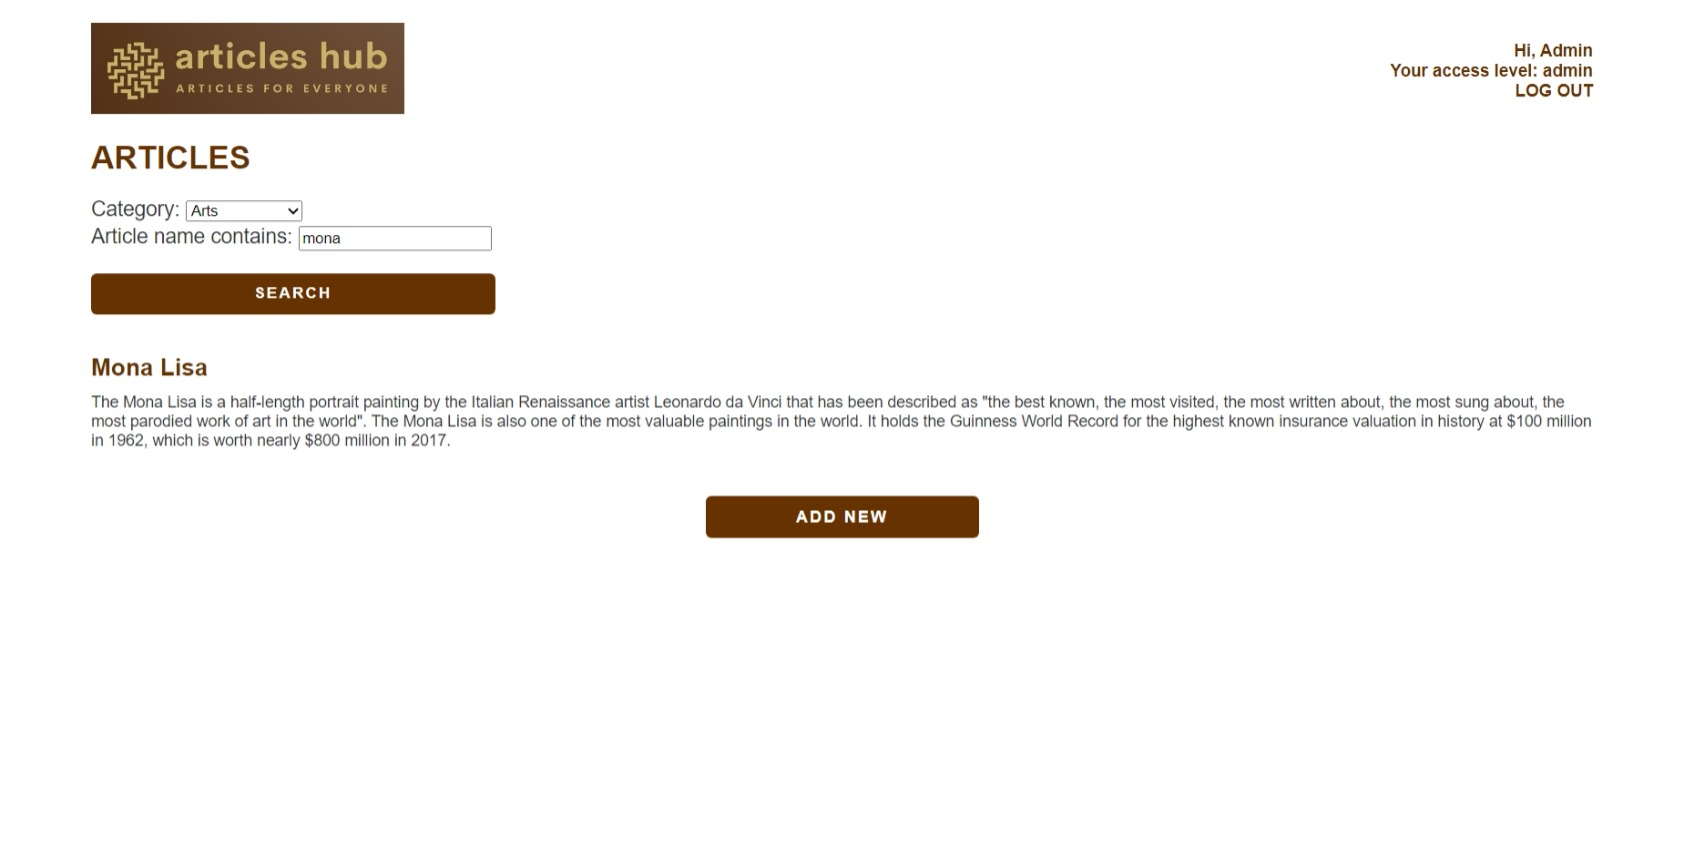 articles hub
ARTICLES FOR EVERYONE
Hi, Admin
Your access level: admin
LOG OUT
ARTICLES
Category: Arts
Article name contains: mona
SEARCH
Mona Lisa
The Mona Lisa is a half-length portrait painting by the Italian Renaissance artist Leonardo da Vinci that has been described as "the best known, the most visited, the most written about, the most sung about, the
most parodied work of art in the world". The Mona Lisa is also one of the most valuable paintings in the world. It holds the Guinness World Record for the highest known insurance valuation in history at $100 million
in 1962, which is worth nearly $800 million in 2017.
ADD NEW